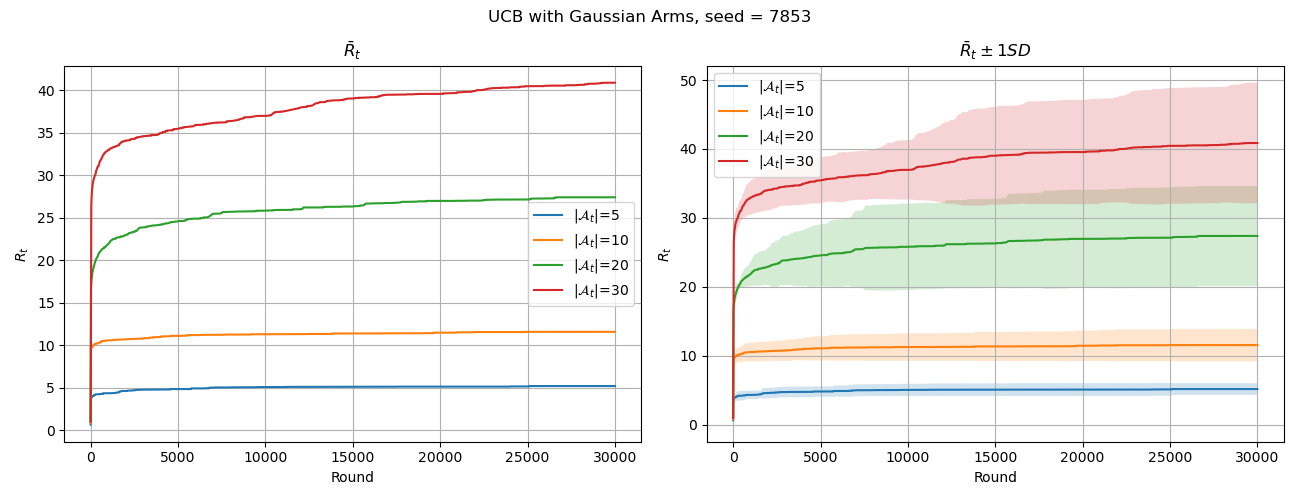 UCB with Gaussian Arms, seed = 7853
R̄ₜ
40
35
30
25
20
15
10
5
0
Rₜ
|𝒜ₜ|=5
|𝒜ₜ|=10
|𝒜ₜ|=20
|𝒜ₜ|=30
0 5000 10000 15000 20000 25000 30000
Round
R̄ₜ ± 1SD
50
40
30
20
10
0
Rₜ
|𝒜ₜ|=5
|𝒜ₜ|=10
|𝒜ₜ|=20
|𝒜ₜ|=30
0 5000 10000 15000 20000 25000 30000
Round